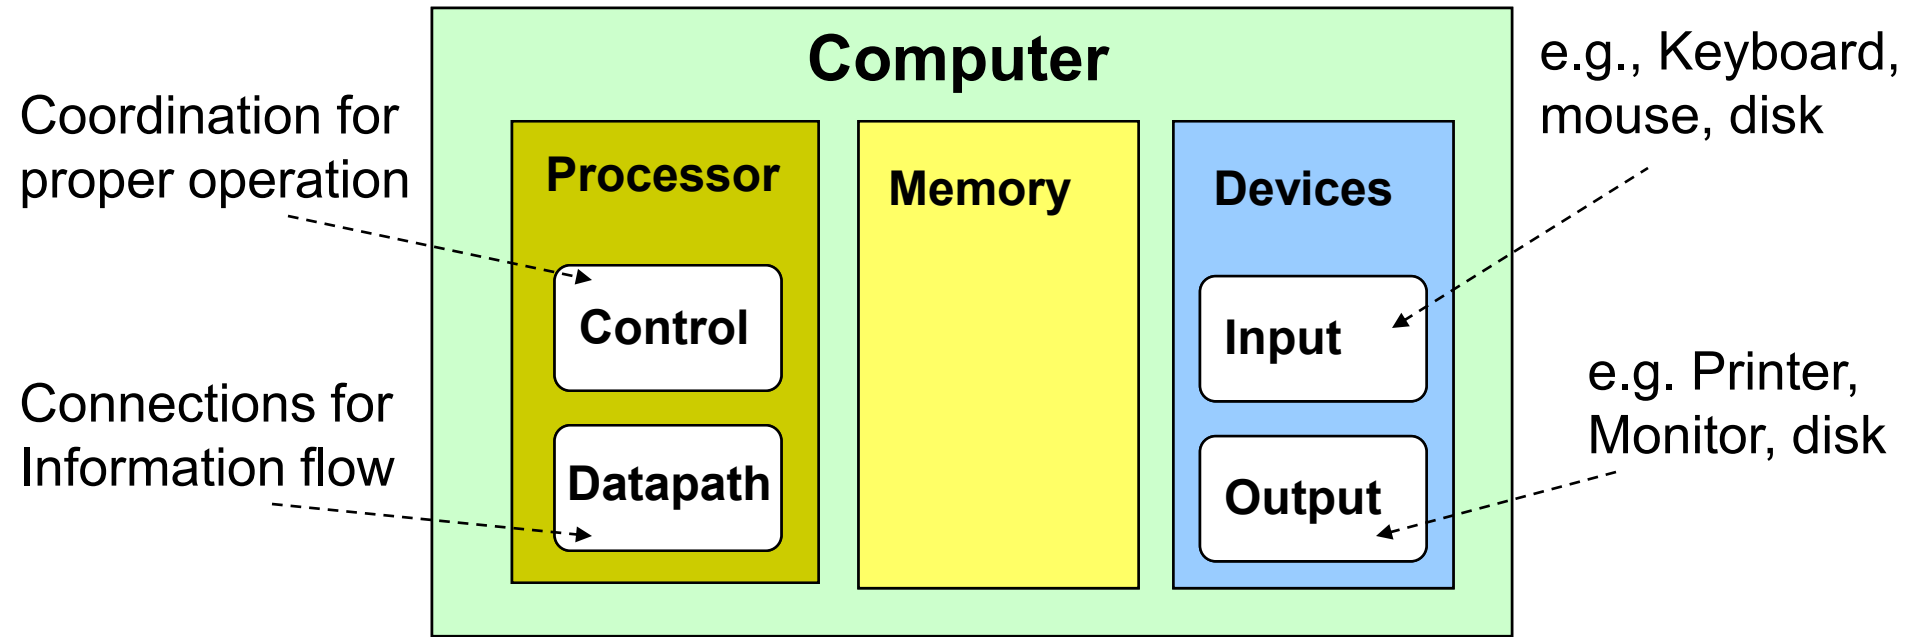 Computer
Coordination for
proper operation
Processor
Control
Datapath
Connections for
Information flow
Memory
Devices
Input
Output
e.g., Keyboard,
mouse, disk
e.g. Printer,
Monitor, disk